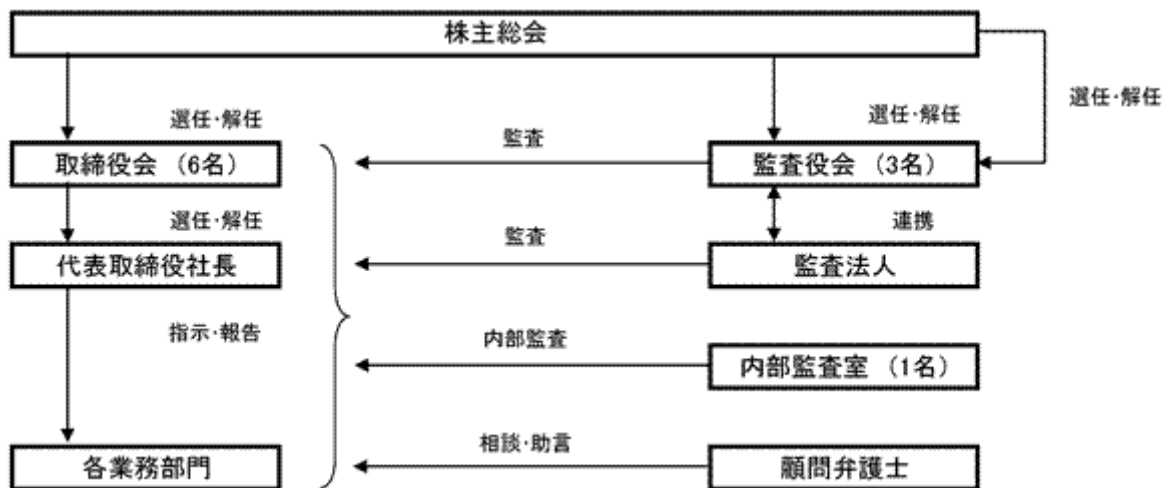 株主総会
選任・解任
選任・解任
選任・解任
取締役会 (6名)
監査
監査役会 (3名)
選任・解任
連携
代表取締役社長
監査
監査法人
指示・報告
内部監査
内部監査室 (1名)
各業務部門
相談・助言
顧問弁護士